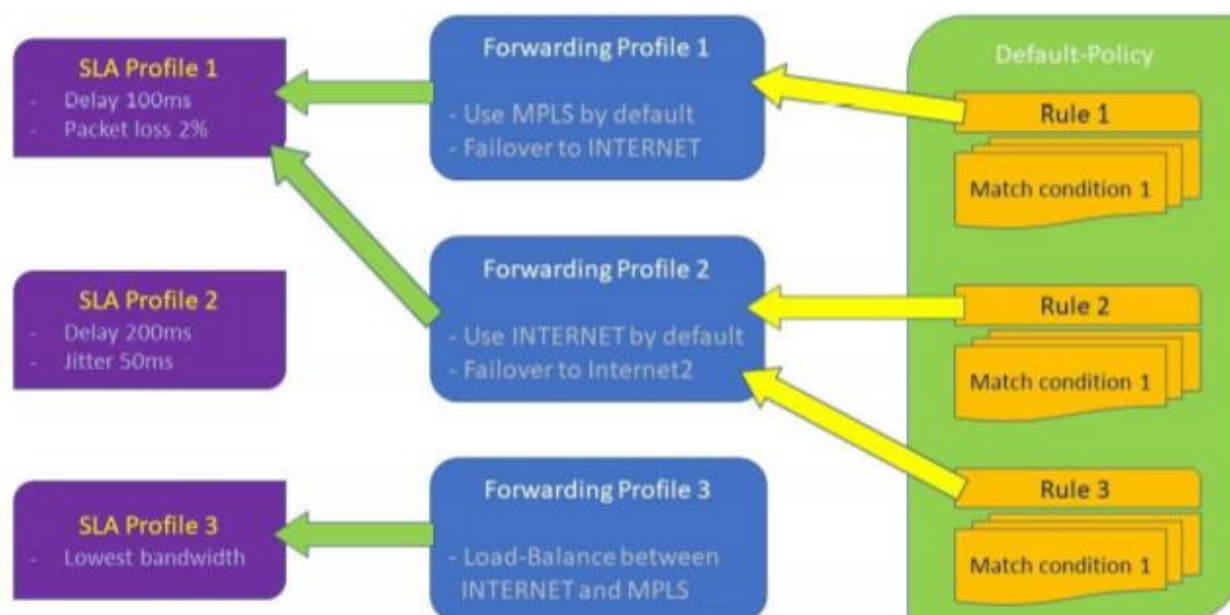 SLA Profile 1
- Delay 100ms
- Packet loss 2%
SLA Profile 2
- Delay 200ms
- Jitter 50ms
SLA Profile 3
- Lowest bandwidth
Forwarding Profile 1
- Use MPLS by default
- Failover to INTERNET
Forwarding Profile 2
- Use INTERNET by default
- Failover to Internet2
Forwarding Profile 3
- Load-Balance between
INTERNET and MPLS
Default-Policy
Rule 1
Match condition 1
Rule 2
Match condition 1
Rule 3
Match condition 1